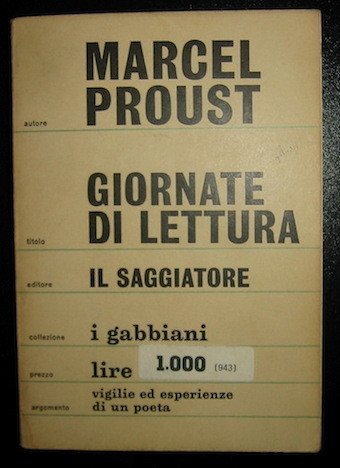 MARCEL
autore PROUST
GIORNATE
titolo DI LETTURA
editore IL SAGGIATORE
collezione i gabbiani
prezzo lire 1.000 (943)
argomento vigilie ed esperienze
di un poeta